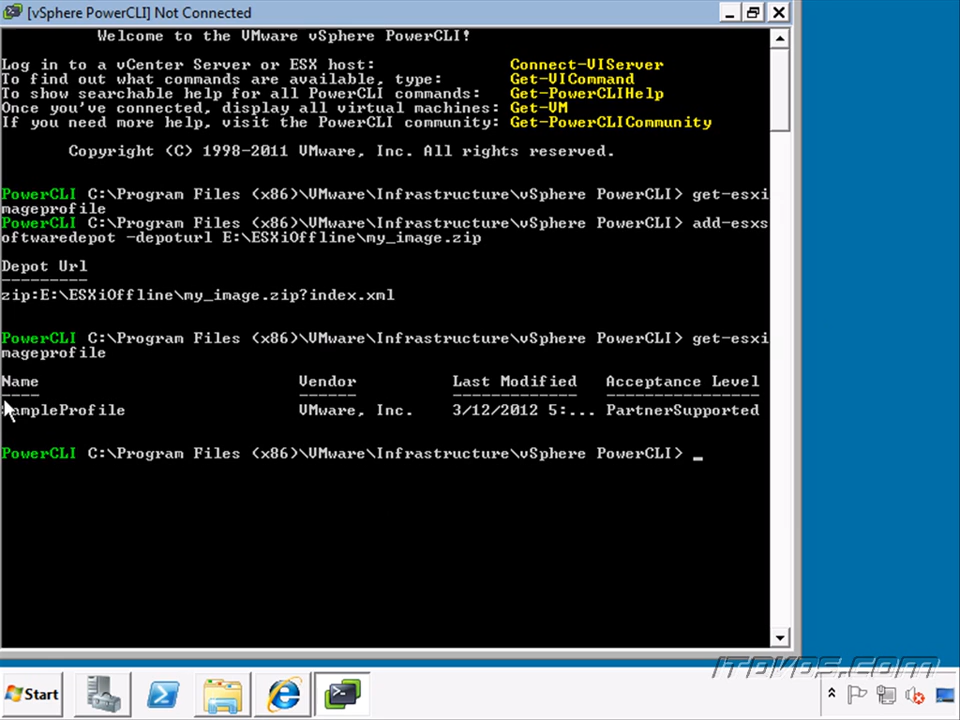 [vSphere PowerCLI] Not Connected
Welcome to the VMware vSphere PowerCLI!
Log in to a vCenter Server or ESX host: Connect-VIServer
To find out what commands are available, type: Get-VICommand
To show searchable help for all PowerCLI commands: Get-PowerCLIHelp
Once you've connected, display all virtual machines: Get-VM
If you need more help, visit the PowerCLI community: Get-PowerCLICommunity
Copyright (C) 1998-2011 VMware, Inc. All rights reserved.
PowerCLI C:\Program Files (x86)\VMware\Infrastructure\vSphere PowerCLI> get-esxi
mageprofile
PowerCLI C:\Program Files (x86)\VMware\Infrastructure\vSphere PowerCLI> add-esxs
oftwaredepot -depoturl E:\ESXiOffline\my_image.zip
Depot Url
---------
zip:E:\ESXiOffline\my_image.zip?index.xml
PowerCLI C:\Program Files (x86)\VMware\Infrastructure\vSphere PowerCLI> get-esxi
mageprofile
Name Vendor Last Modified Acceptance Level
---- ------ ------------- ----------------
SampleProfile VMware, Inc. 3/12/2012 5:... PartnerSupported
PowerCLI C:\Program Files (x86)\VMware\Infrastructure\vSphere PowerCLI> _
ITDVDS.COM
Start